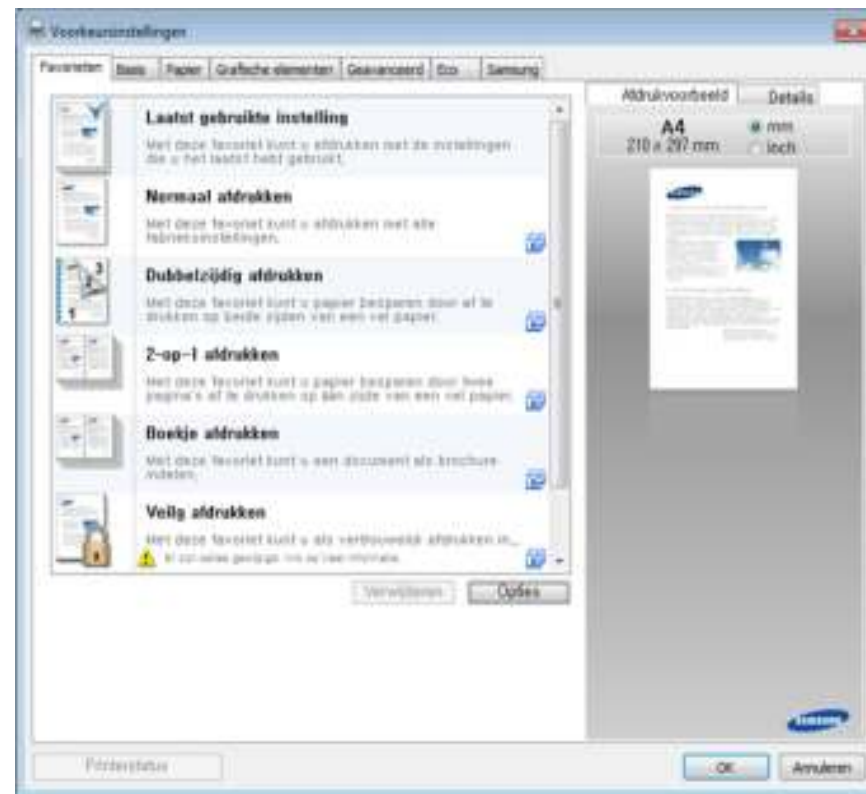 Voorkeursinstellingen
Favorieten Basis Papier Grafische elementen Geavanceerd Eco Samsung
Laatst gebruikte instelling
Met deze favoriet kunt u afdrukken met de instellingen
die u het laatst hebt gebruikt.
Normaal afdrukken
Met deze favoriet kunt u afdrukken met alle
fabrieksinstellingen.
Dubbelzijdig afdrukken
Met deze favoriet kunt u papier besparen door af te
drukken op beide zijden van een vel papier.
2-op-1 afdrukken
Met deze favoriet kunt u papier besparen door twee
pagina's af te drukken op één zijde van een vel papier.
Boekje afdrukken
Met deze favoriet kunt u een document als brochure
indelen.
Veilig afdrukken
Met deze favoriet kunt u als vertrouwelijk afdrukken in...
Verwijderen Opties
Afdrukvoorbeeld Details
A4
210 x 297 mm
mm
inch
SAMSUNG
Printerstatus
OK Annuleren